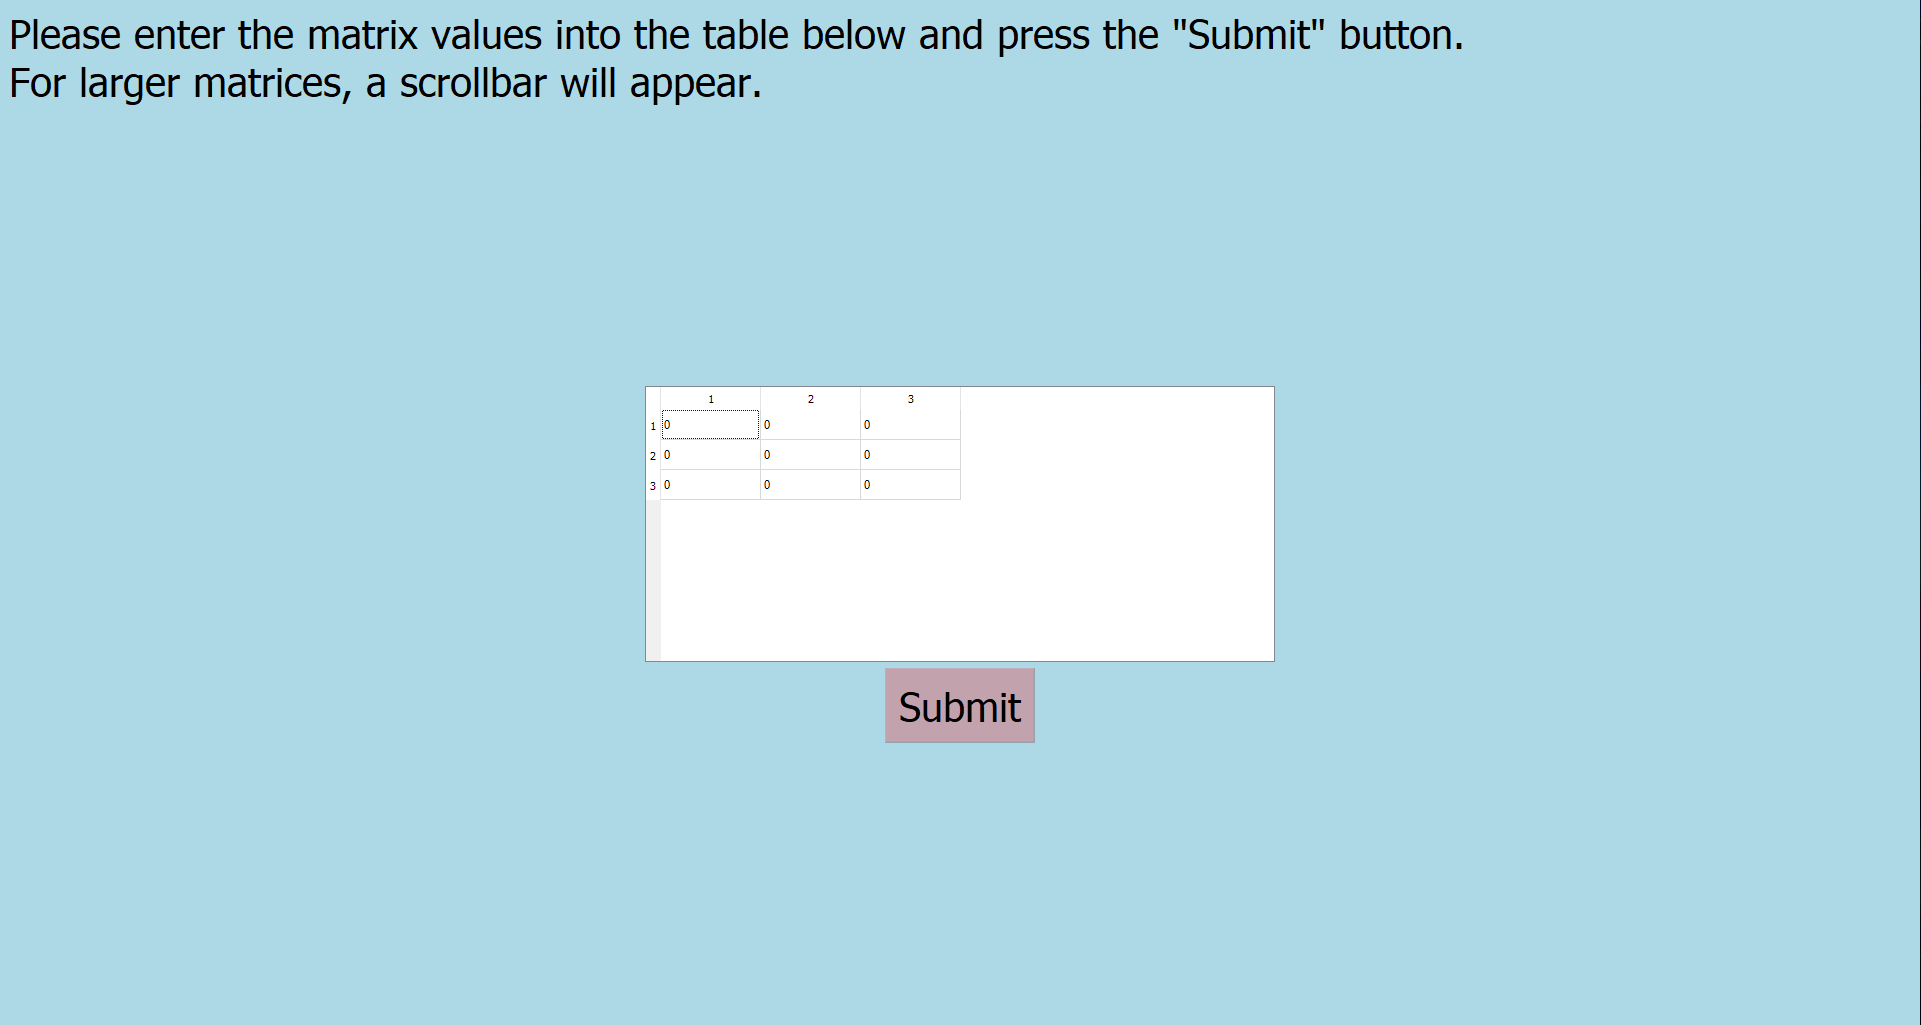 Please enter the matrix values into the table below and press the "Submit" button.
For larger matrices, a scrollbar will appear.
1 2 3
1 0 0 0
2 0 0 0
3 0 0 0
Submit